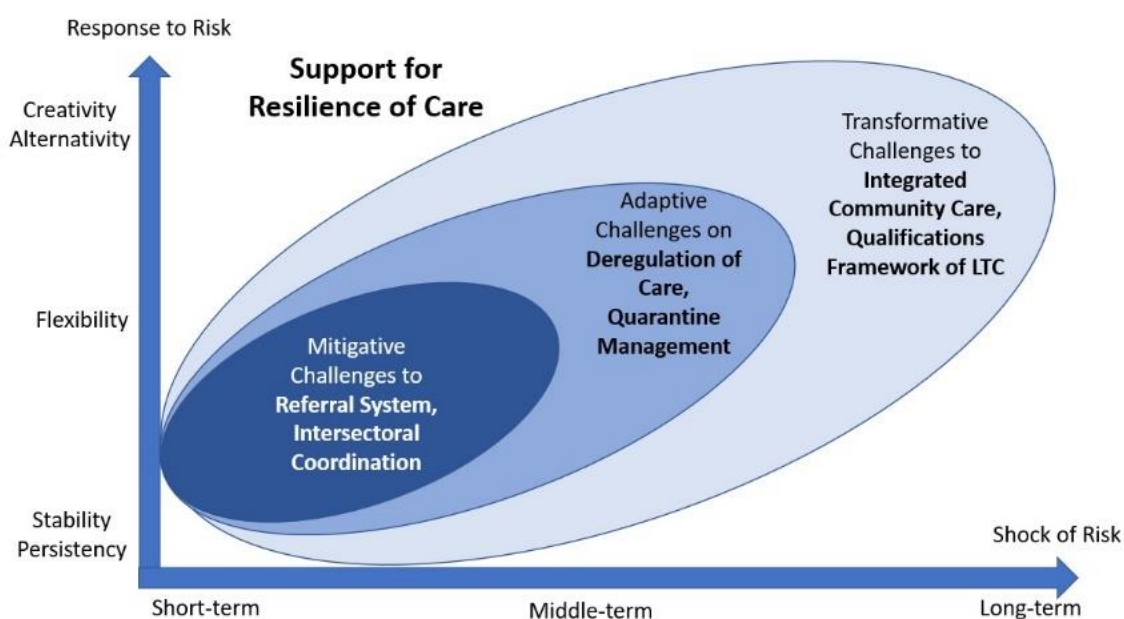 Response to Risk
Support for
Resilience of Care
Creativity
Alternativity
Transformative
Challenges to
Integrated
Community Care,
Qualifications
Framework of LTC
Adaptive
Challenges on
Deregulation of
Care,
Quarantine
Management
Flexibility
Mitigative
Challenges to
Referral System,
Intersectoral
Coordination
Stability
Persistency
Shock of Risk
Short-term
Middle-term
Long-term